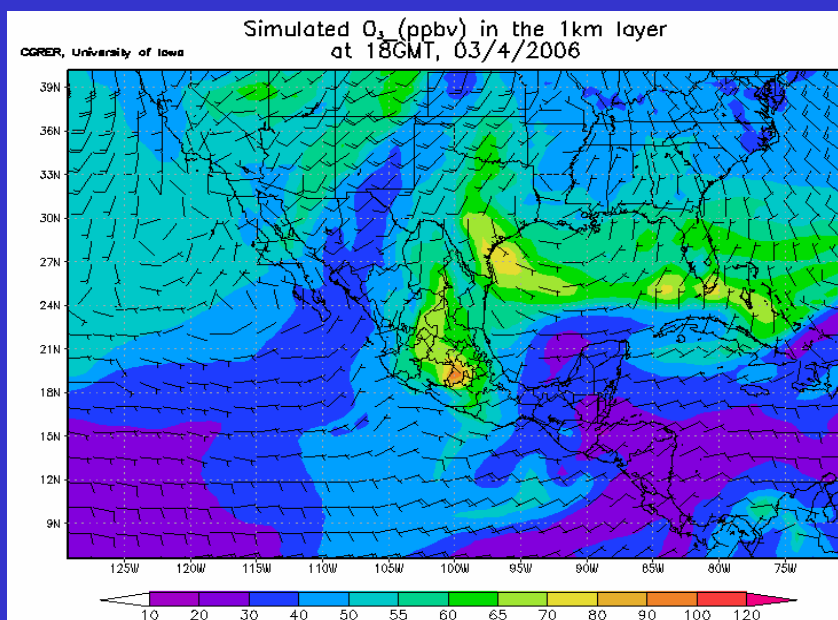 Simulated O3_(ppbv) in the 1km layer
at 18GMT, 03/4/2006
CGRER, University of Iowa
39N
36N
33N
30N
27N
24N
21N
18N
15N
12N
9N
125W 120W 115W 110W 105W 100W 95W 90W 85W 80W 75W
10 20 30 40 50 55 60 65 70 80 90 100 120